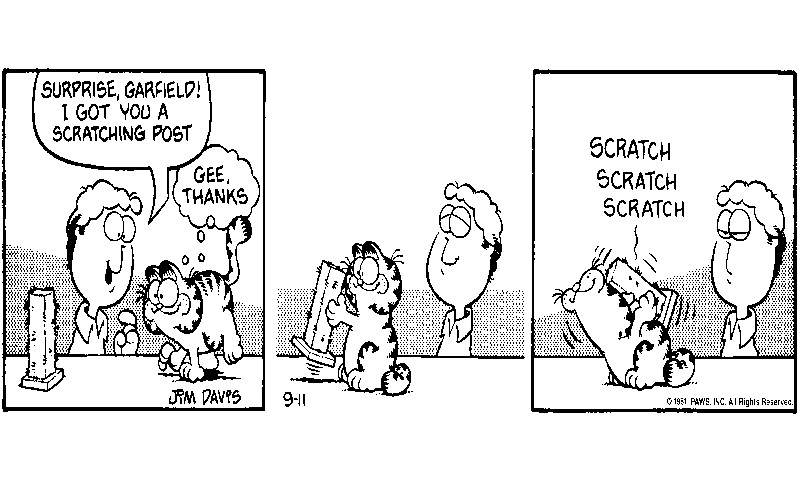 SURPRISE, GARFIELD!
I GOT YOU A
SCRATCHING POST
GEE,
THANKS
JIM DAVIS
9-11
SCRATCH
SCRATCH
SCRATCH
© 1981 PAWS, INC. All Rights Reserved.